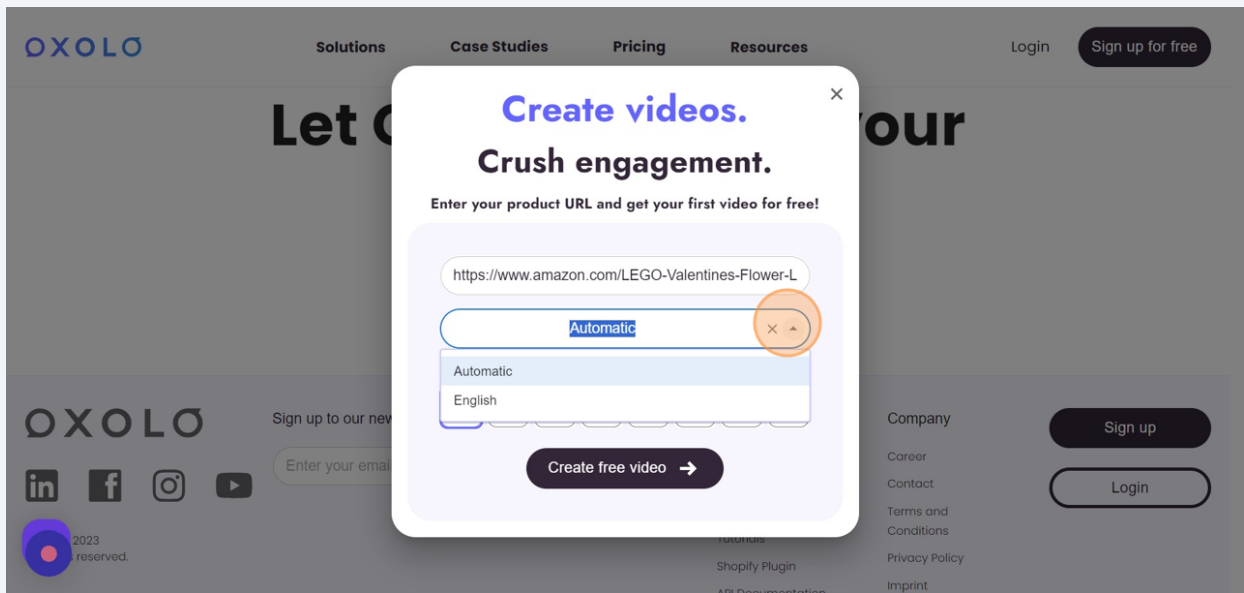 OXOLO
Solutions
Case Studies
Pricing
Resources
Login
Sign up for free
Let
our
Create videos.
Crush engagement.
Enter your product URL and get your first video for free!
https://www.amazon.com/LEGO-Valentines-Flower-L
Automatic
Automatic
English
Create free video
OXOLO
Sign up to our new
Enter your emai
2023
reserved.
Tutorials
Shopify Plugin
API Documentation
Company
Career
Contact
Terms and
Conditions
Privacy Policy
Imprint
Sign up
Login